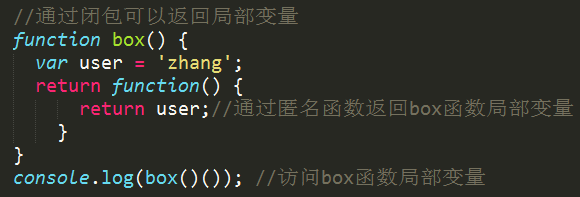 //通过闭包可以返回局部变量
function box() {
  var user = 'zhang';
  return function() {
      return user;//通过匿名函数返回box函数局部变量
    }
}
console.log(box()()); //访问box函数局部变量